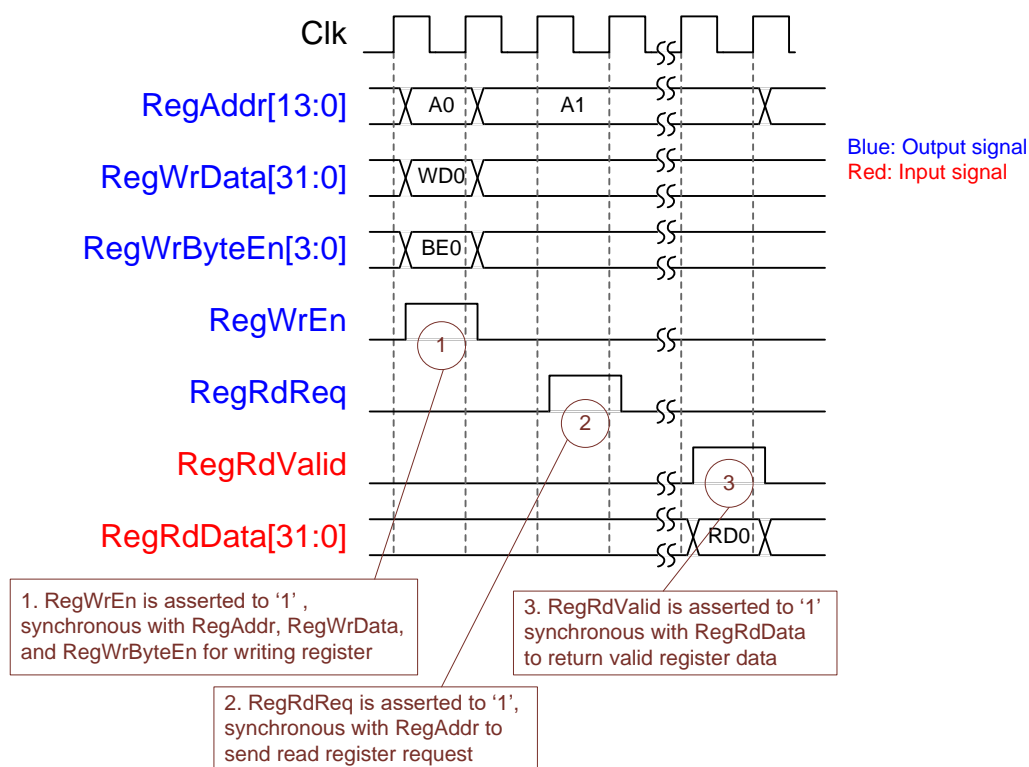 Clk
RegAddr[13:0]
A0
A1
Blue: Output signal
Red: Input signal
RegWrData[31:0]
WD0
RegWrByteEn[3:0]
BE0
RegWrEn
1
RegRdReq
2
RegRdValid
3
RegRdData[31:0]
RD0
1. RegWrEn is asserted to ‘1’ ,
synchronous with RegAddr, RegWrData,
and RegWrByteEn for writing register
3. RegRdValid is asserted to ‘1’
synchronous with RegRdData
to return valid register data
2. RegRdReq is asserted to ‘1’,
synchronous with RegAddr to
send read register request